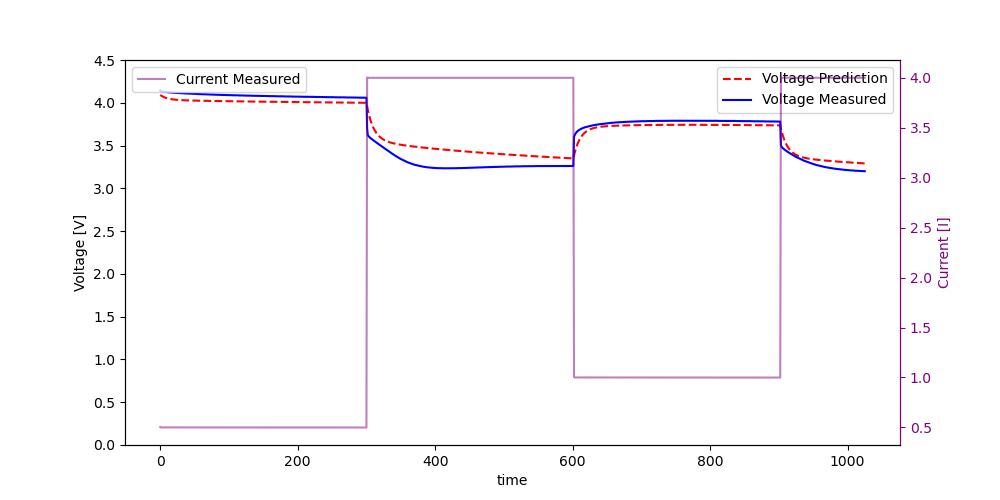 Current Measured
Voltage Prediction
Voltage Measured
Voltage [V]
4.5
4.0
3.5
3.0
2.5
2.0
1.5
1.0
0.5
0.0
4.0
3.5
3.0
2.5
2.0
1.5
1.0
0.5
Current [I]
0 200 400 600 800 1000
time